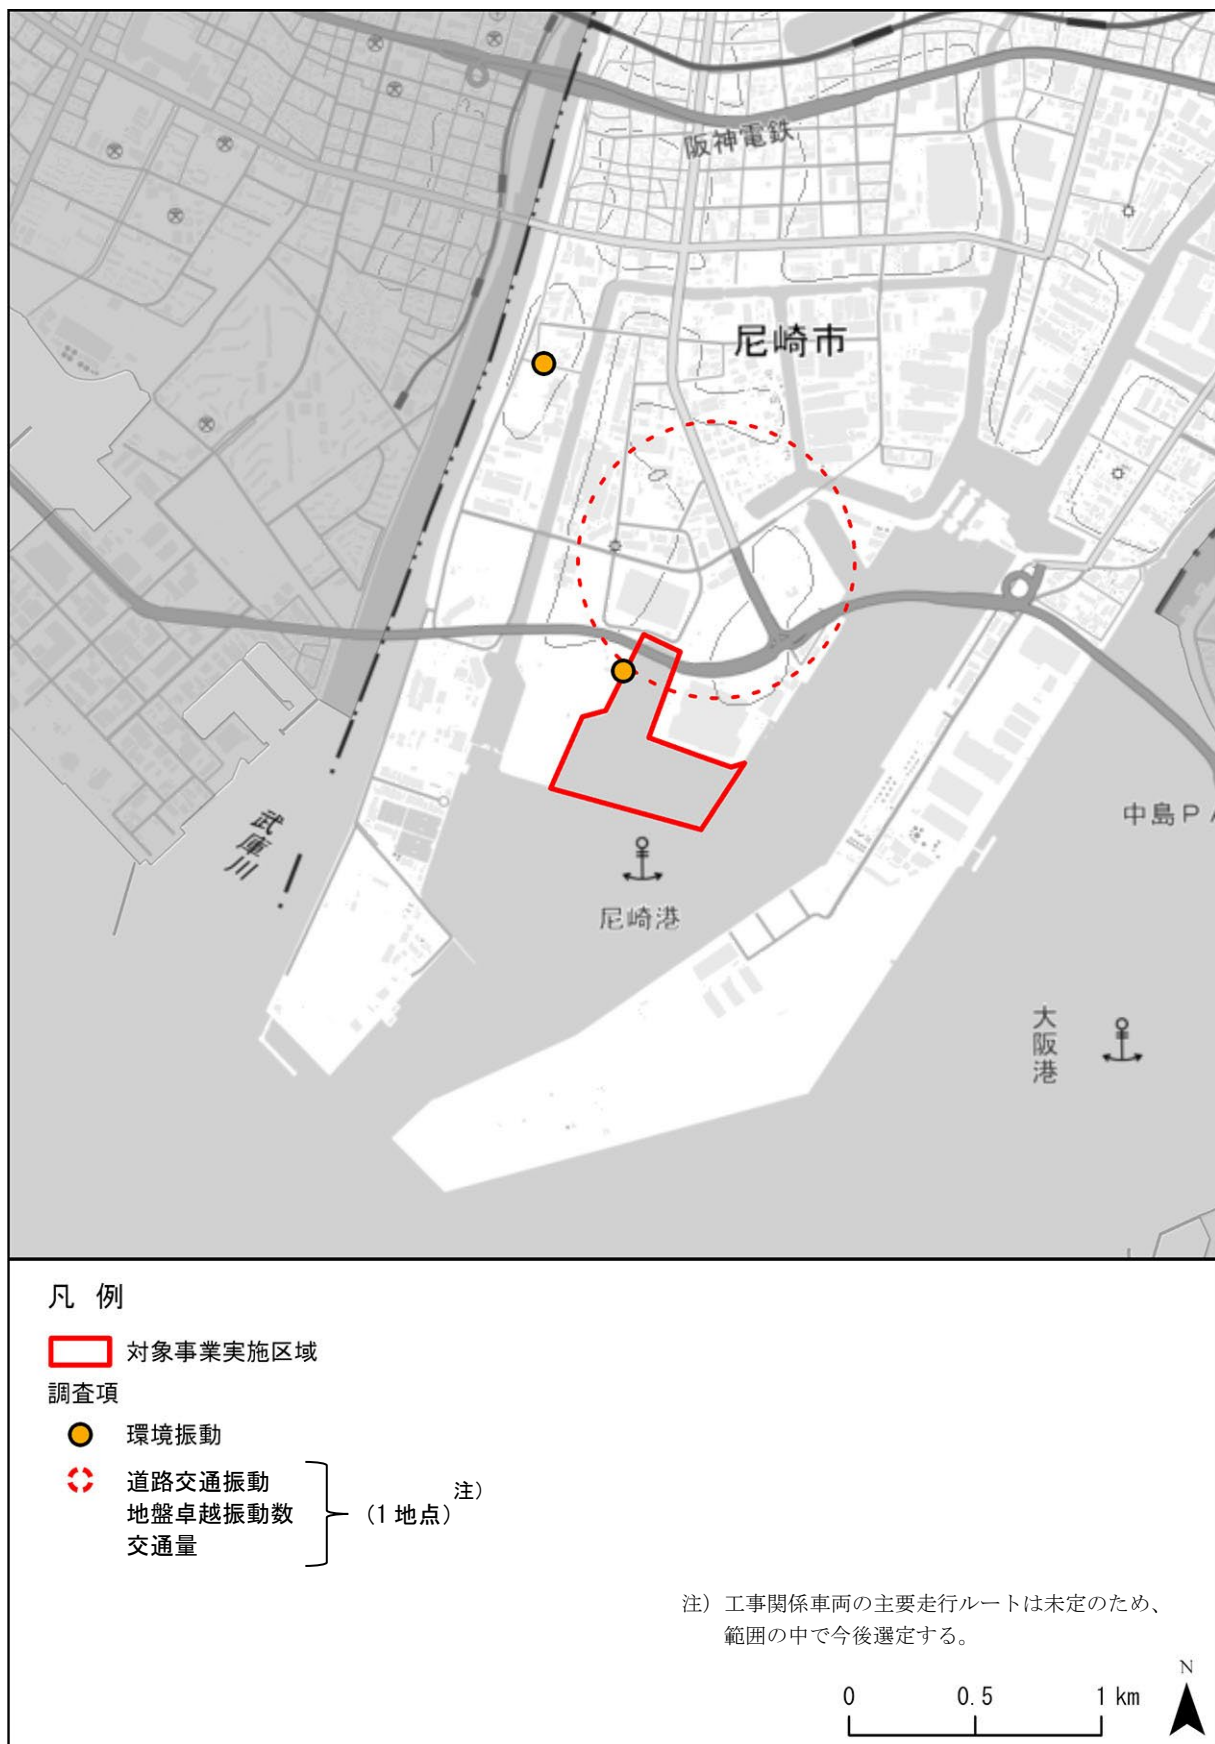 阪神電鉄
尼崎市
武庫川
尼崎港
中島P
大阪港
凡 例
対象事業実施区域
調査項
環境振動
道路交通振動
地盤卓越振動数
交通量
(1 地点)注)
注) 工事関係車両の主要走行ルートは未定のため、
範囲の中で今後選定する。
N
0 0.5 1 km